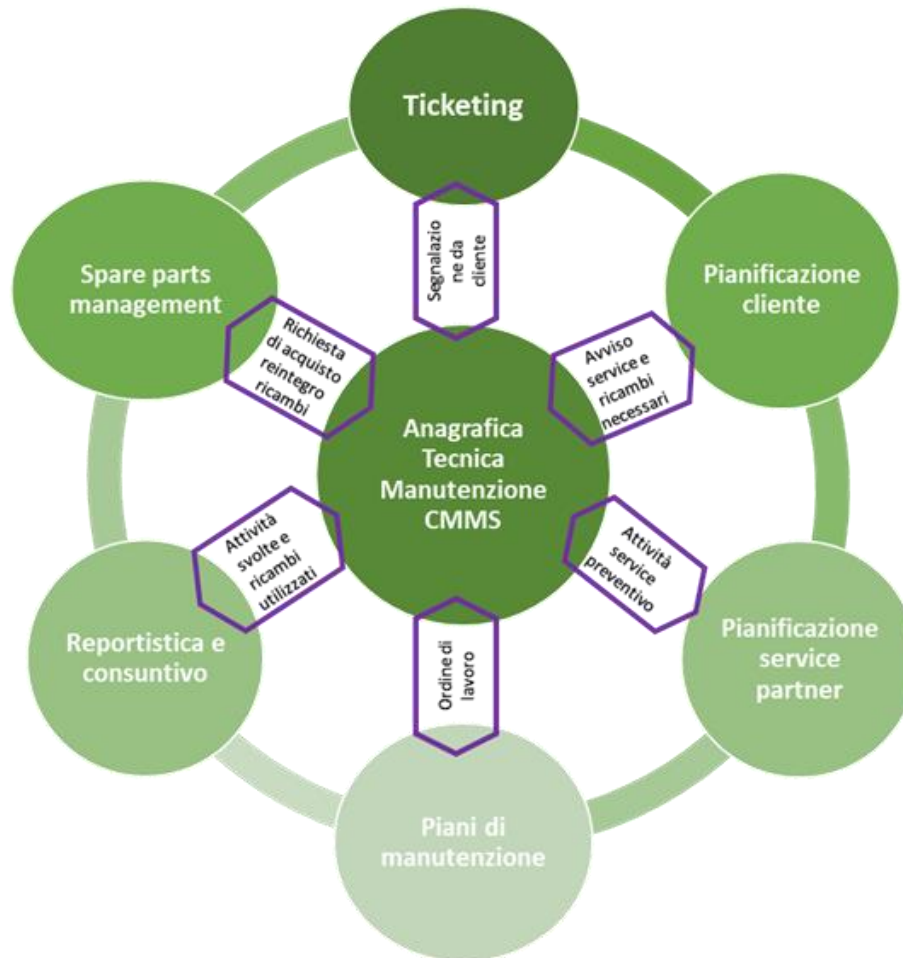 Ticketing
Segnalazio
ne da
cliente
Pianificazione
cliente
Avviso
service e
ricambi
necessari
Spare parts
management
Richiesta
di acquisto
reintegro
ricambi
Anagrafica
Tecnica
Manutenzione
CMMS
Attività
service
preventivo
Pianificazione
service
partner
Attività
svolte e
ricambi
utilizzati
Reportistica e
consuntivo
Ordine di
lavoro
Piani di
manutenzione